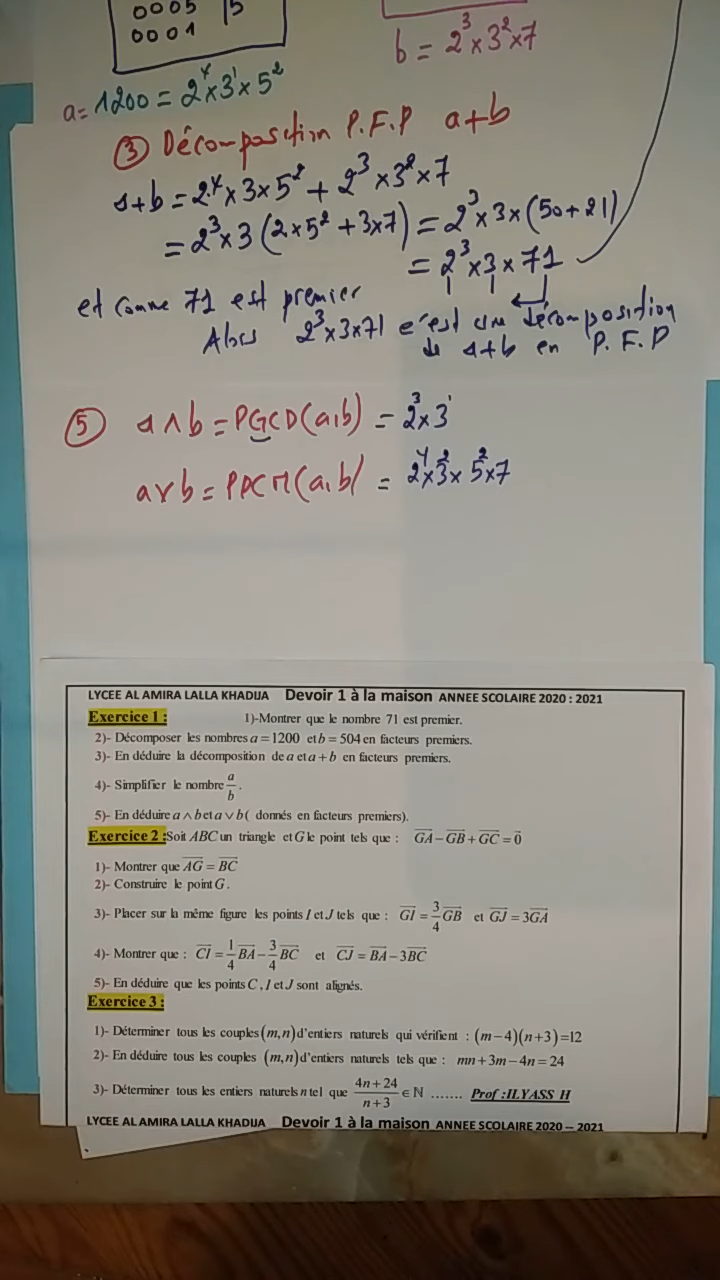 0005 | 5
0001
b = 2³ × 3² × 7
a = 1200 = 2⁴ × 3¹ × 5²
③ Décomposition P.F.P a+b
a+b = 2⁴ × 3 × 5² + 2³ × 3² × 7
= 2³ × 3 (2 × 5² + 3 × 7) = 2³ × 3 × (50 + 21)
= 2³ × 3 × 71
et comme 71 est premier
Alors 2³ × 3 × 71 c'est une décomposition
de a+b en P.F.P
⑤ a ∧ b = PGCD(a,b) = 2³ × 3¹
a ∨ b = PPCM(a,b) = 2⁴ × 3² × 5² × 7
LYCEE AL AMIRA LALLA KHADIJA Devoir 1 à la maison ANNEE SCOLAIRE 2020 : 2021
Exercice 1 : 1)-Montrer que le nombre 71 est premier.
2)- Décomposer les nombres a = 1200 et b = 504 en facteurs premiers.
3)- En déduire la décomposition de a et a + b en facteurs premiers.
4)- Simplifier le nombre a/b .
5)- En déduire a ∧ b et a ∨ b ( donnés en facteurs premiers).
Exercice 2 :Soit ABC un triangle et G le point tels que : GA⃗ − GB⃗ + GC⃗ = 0⃗
1)- Montrer que AG⃗ = BC⃗
2)- Construire le point G .
3)- Placer sur la même figure les points I et J tels que : GI⃗ = 3/4 GB⃗ et GJ⃗ = 3GA⃗
4)- Montrer que : CI⃗ = 1/4 BA⃗ − 3/4 BC⃗ et CJ⃗ = BA⃗ − 3BC⃗
5)- En déduire que les points C , I et J sont alignés.
Exercice 3 :
1)- Déterminer tous les couples (m,n) d'entiers naturels qui vérifient : (m−4)(n+3)=12
2)- En déduire tous les couples (m,n) d'entiers naturels tels que : mn+3m−4n=24
3)- Déterminer tous les entiers naturels n tel que (4n+24)/(n+3) ∈ ℕ ....... Prof :ILYASS H
LYCEE AL AMIRA LALLA KHADIJA Devoir 1 à la maison ANNEE SCOLAIRE 2020 – 2021